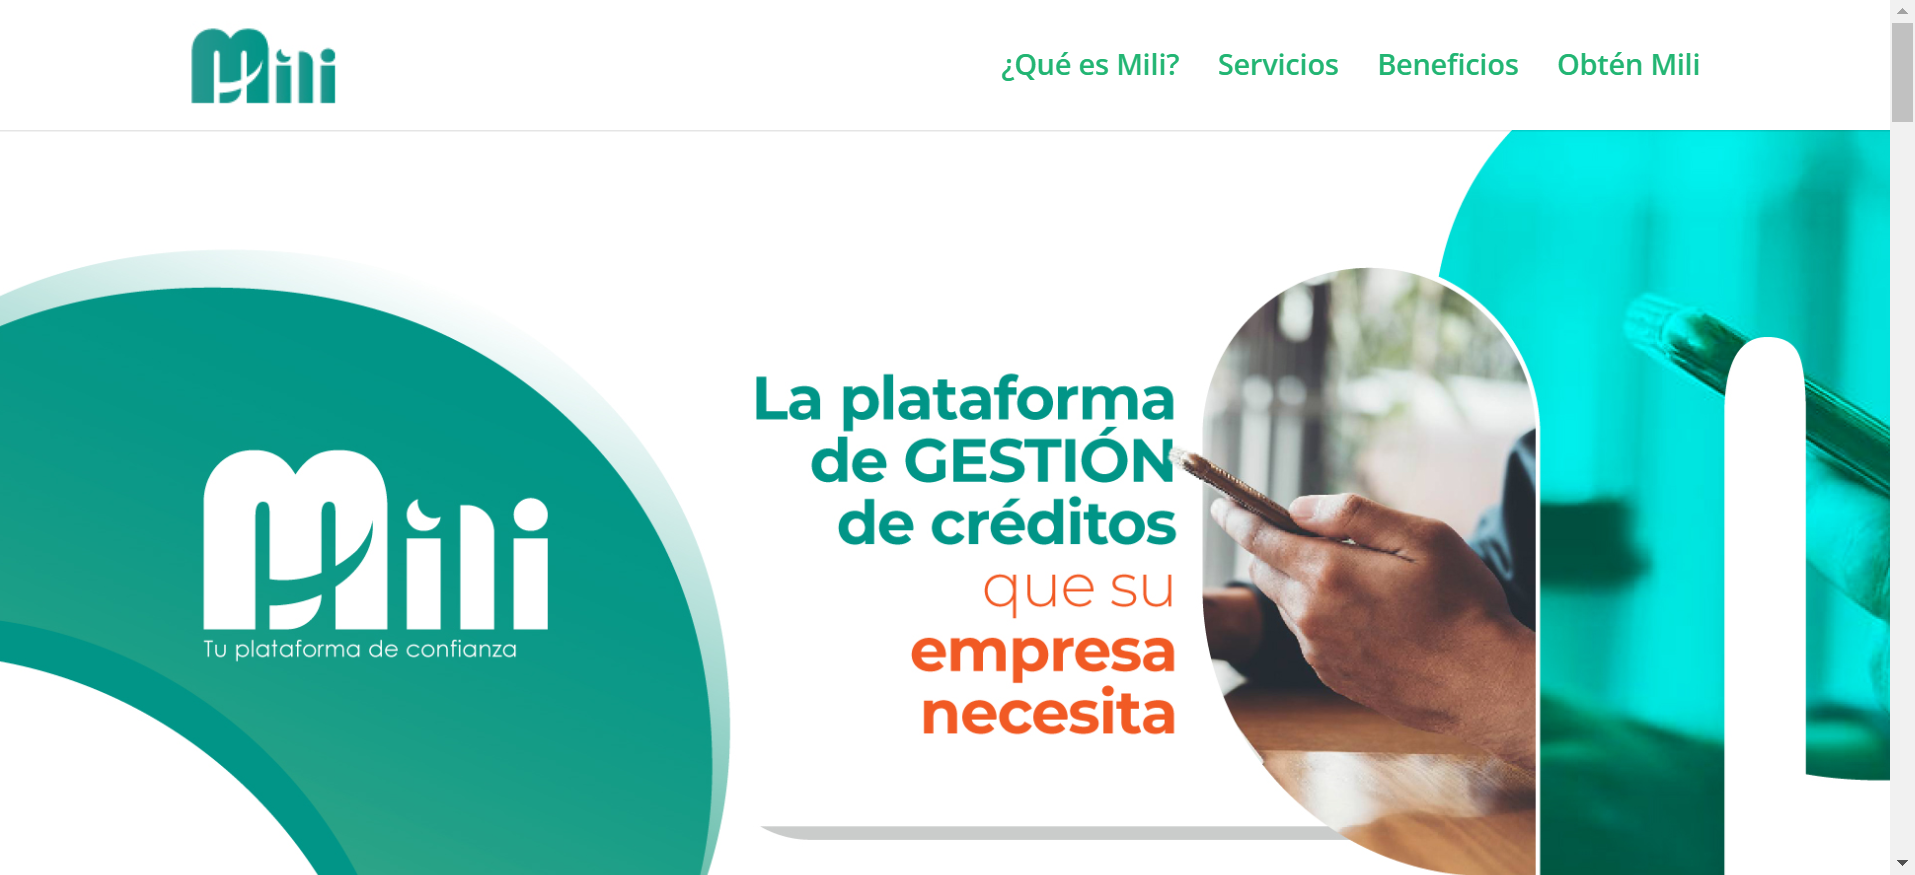 Mili
¿Qué es Mili?
Servicios
Beneficios
Obtén Mili
Mili
Tu plataforma de confianza
La plataforma
de GESTIÓN
de créditos
que su
empresa
necesita